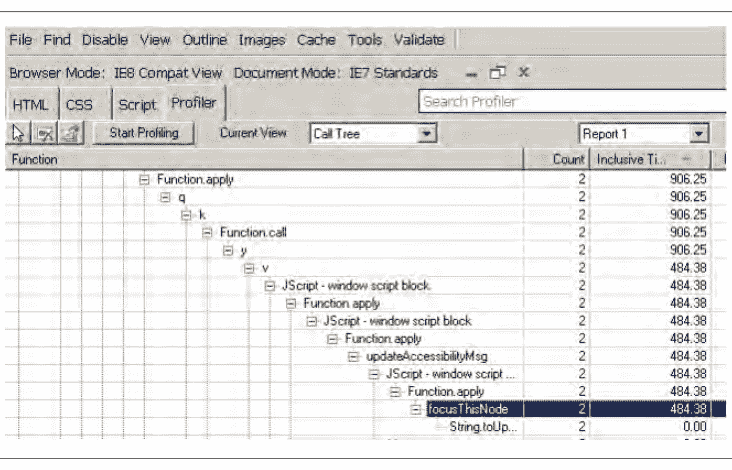 File Find Disable View Outline Images Cache Tools Validate
Browser Mode: IE8 Compat View Document Mode: IE7 Standards
HTML CSS Script Profiler Search Profiler
Start Profiling Current View Call Tree Report 1
Function Count Inclusive Ti...
Function.apply 2 906.25
q 2 906.25
k 2 906.25
Function.call 2 906.25
y 2 906.25
v 2 484.38
JScript - window script block 2 484.38
Function.apply 2 484.38
JScript - window script block 2 484.38
Function.apply 2 484.38
updateAccessibilityMsg 2 484.38
JScript - window script ... 2 484.38
Function.apply 2 484.38
focusThisNode 2 484.38
String.toUp... 2 0.00